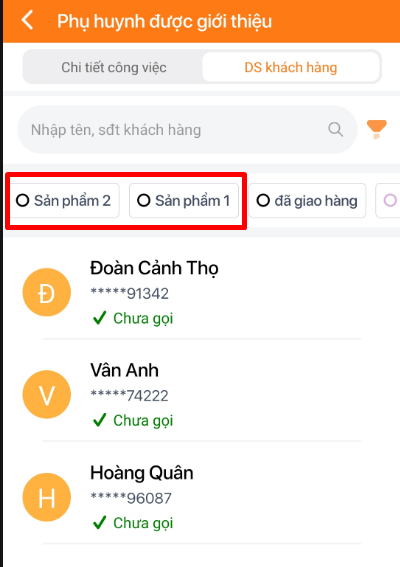 Phụ huynh được giới thiệu
Chi tiết công việc DS khách hàng
Nhập tên, sđt khách hàng
Sản phẩm 2 Sản phẩm 1 đã giao hàng
Đ Đoàn Cảnh Thọ
*****91342
Chưa gọi
V Vân Anh
*****74222
Chưa gọi
H Hoàng Quân
*****96087
Chưa gọi